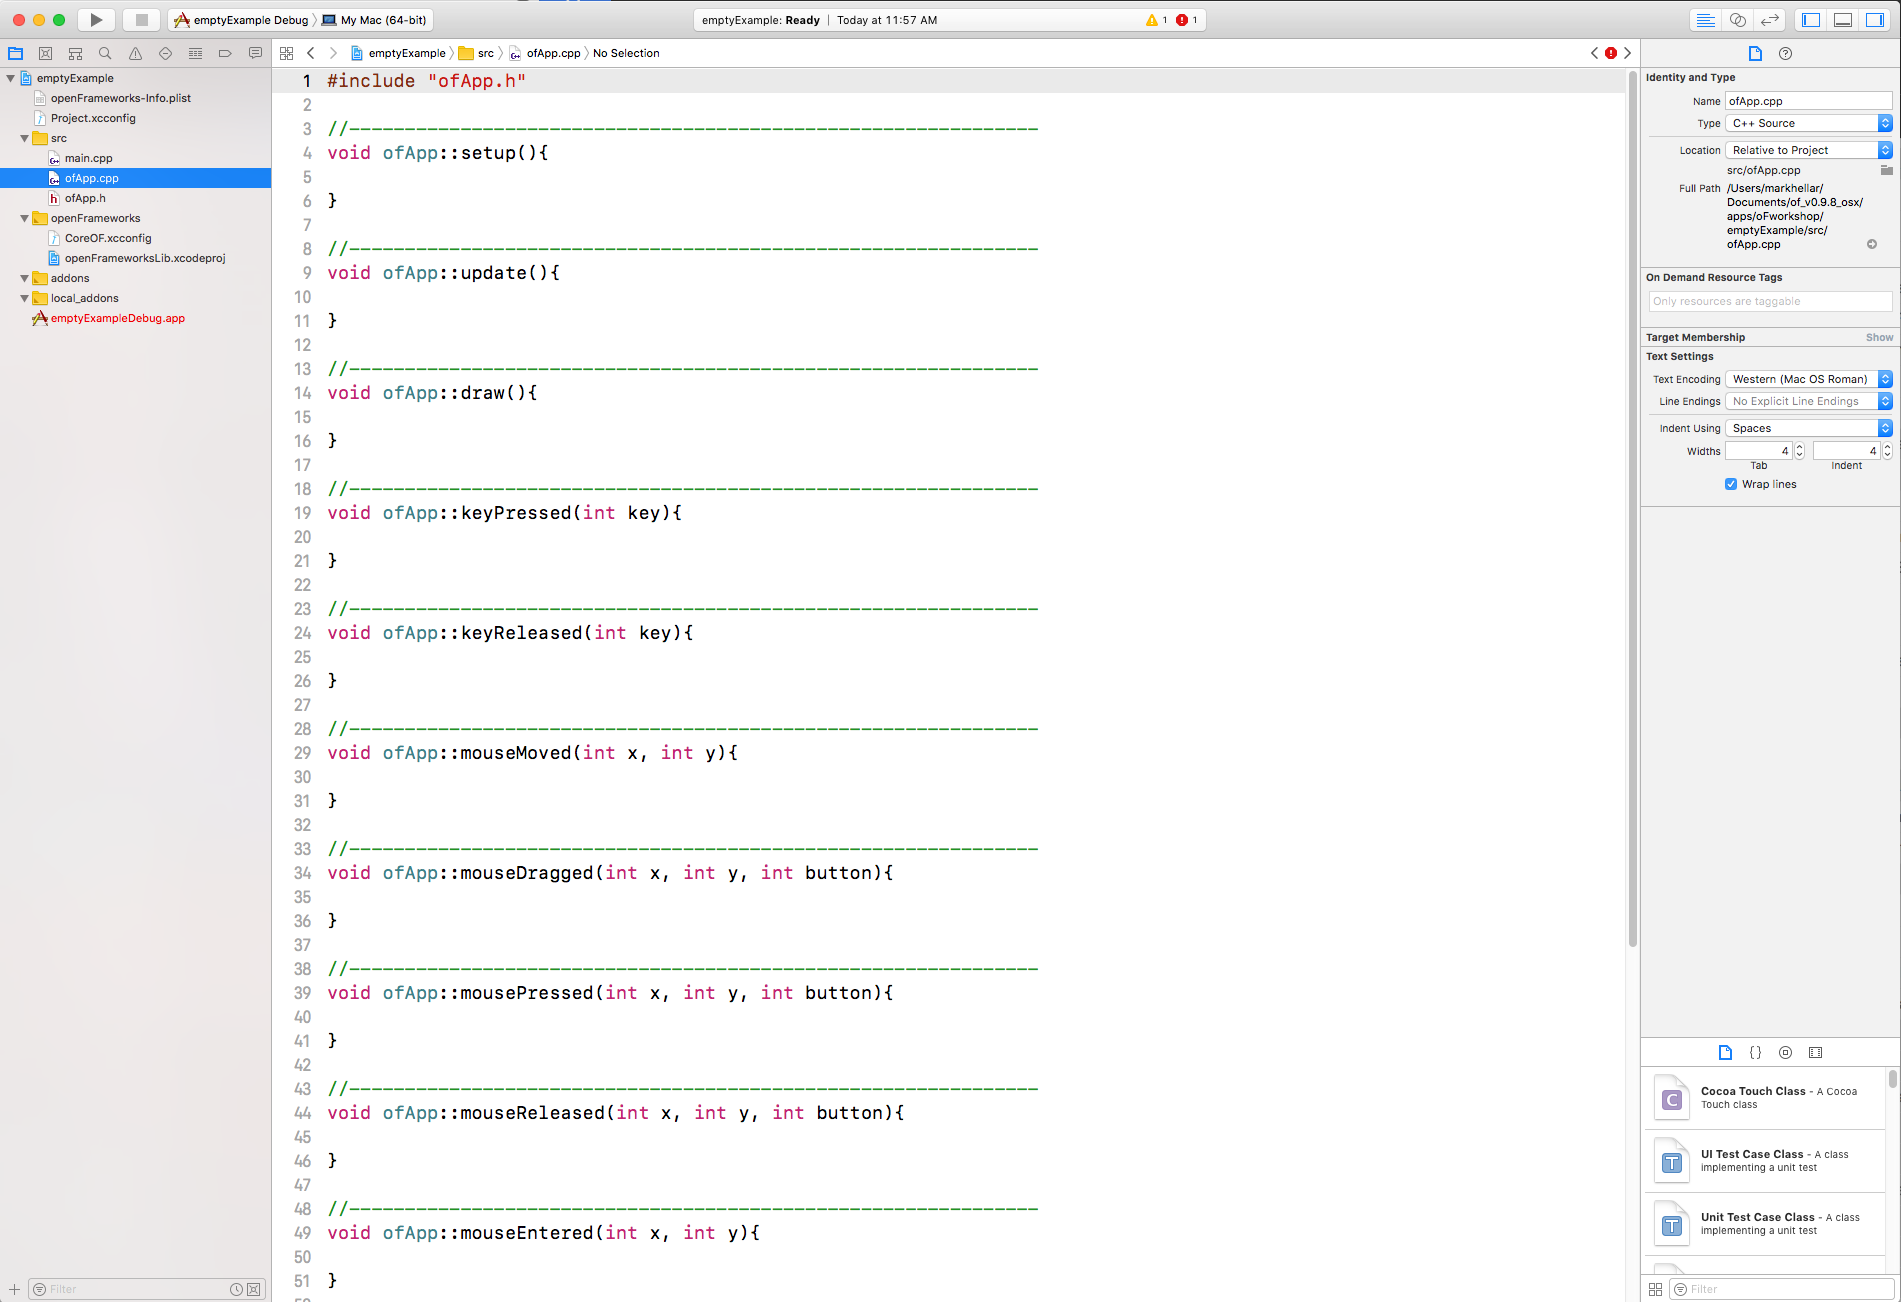 emptyExample Debug 〉 My Mac (64-bit)
emptyExample: Ready | Today at 11:57 AM
1
1
emptyExample 〉 src 〉 ofApp.cpp 〉 No Selection
emptyExample
openFrameworks-Info.plist
Project.xcconfig
src
main.cpp
ofApp.cpp
ofApp.h
openFrameworks
CoreOF.xcconfig
openFrameworksLib.xcodeproj
addons
local_addons
emptyExampleDebug.app
Filter
1 #include "ofApp.h"
2
3 //--------------------------------------------------------------
4 void ofApp::setup(){
5
6 }
7
8 //--------------------------------------------------------------
9 void ofApp::update(){
10
11 }
12
13 //--------------------------------------------------------------
14 void ofApp::draw(){
15
16 }
17
18 //--------------------------------------------------------------
19 void ofApp::keyPressed(int key){
20
21 }
22
23 //--------------------------------------------------------------
24 void ofApp::keyReleased(int key){
25
26 }
27
28 //--------------------------------------------------------------
29 void ofApp::mouseMoved(int x, int y){
30
31 }
32
33 //--------------------------------------------------------------
34 void ofApp::mouseDragged(int x, int y, int button){
35
36 }
37
38 //--------------------------------------------------------------
39 void ofApp::mousePressed(int x, int y, int button){
40
41 }
42
43 //--------------------------------------------------------------
44 void ofApp::mouseReleased(int x, int y, int button){
45
46 }
47
48 //--------------------------------------------------------------
49 void ofApp::mouseEntered(int x, int y){
50
51 }
Identity and Type
Name ofApp.cpp
Type C++ Source
Location Relative to Project
src/ofApp.cpp
Full Path /Users/markhellar/
Documents/of_v0.9.8_osx/
apps/oFworkshop/
emptyExample/src/
ofApp.cpp
On Demand Resource Tags
Only resources are taggable
Target Membership Show
Text Settings
Text Encoding Western (Mac OS Roman)
Line Endings No Explicit Line Endings
Indent Using Spaces
Widths 4 4
Tab Indent
Wrap lines
{}
C
Cocoa Touch Class - A Cocoa
Touch class
T
UI Test Case Class - A class
implementing a unit test
T
Unit Test Case Class - A class
implementing a unit test
Filter